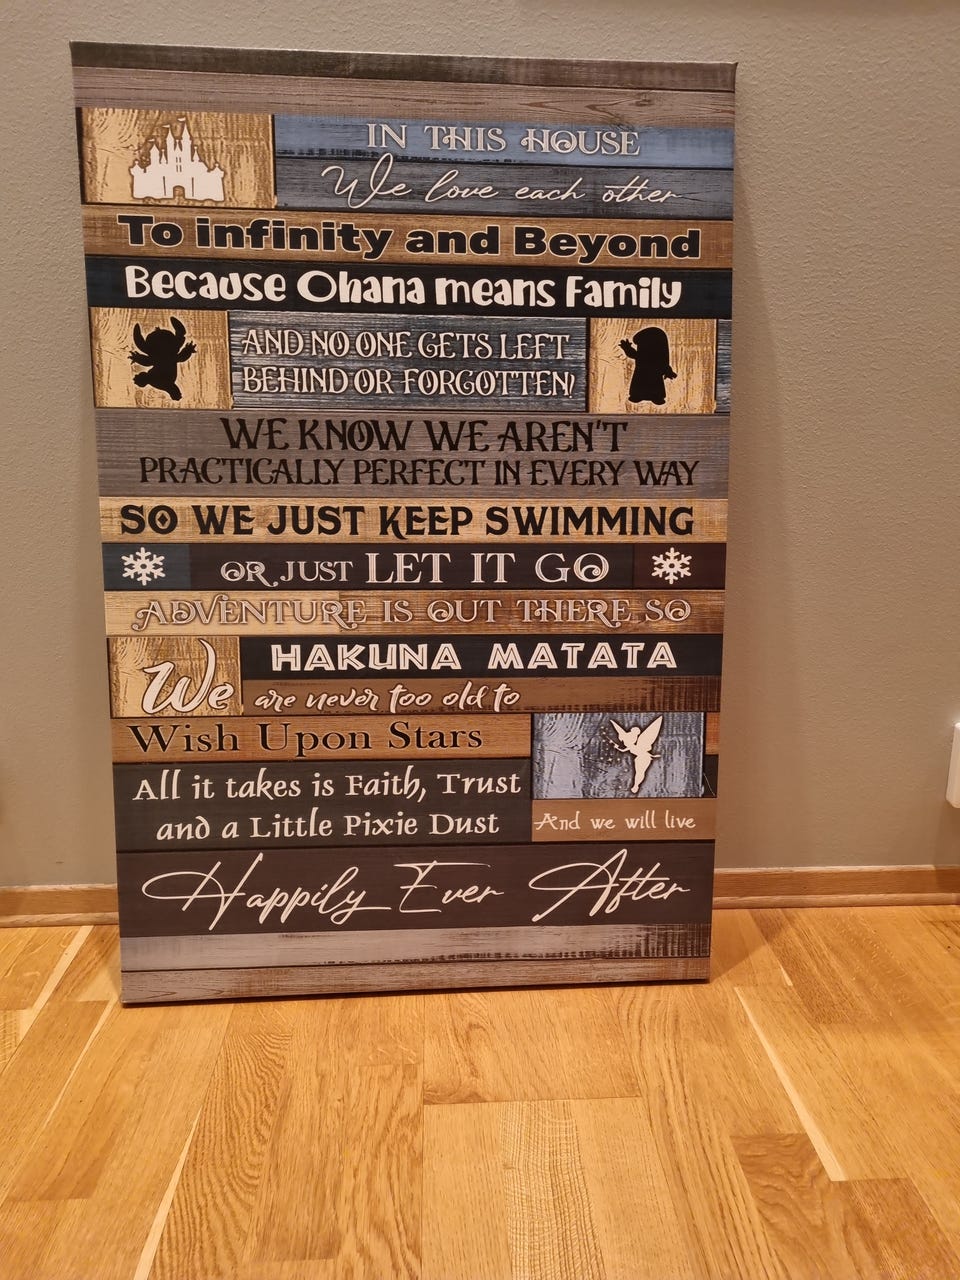 IN THIS HOUSE
We love each other
To infinity and Beyond
Because Ohana means Family
AND NO ONE GETS LEFT
BEHIND OR FORGOTTEN!
WE KNOW WE AREN'T
PRACTICALLY PERFECT IN EVERY WAY
SO WE JUST KEEP SWIMMING
OR JUST LET IT GO
ADVENTURE IS OUT THERE, SO
We HAKUNA MATATA
are never too old to
Wish Upon Stars
All it takes is Faith, Trust
and a Little Pixie Dust
And we will live
Happily Ever After